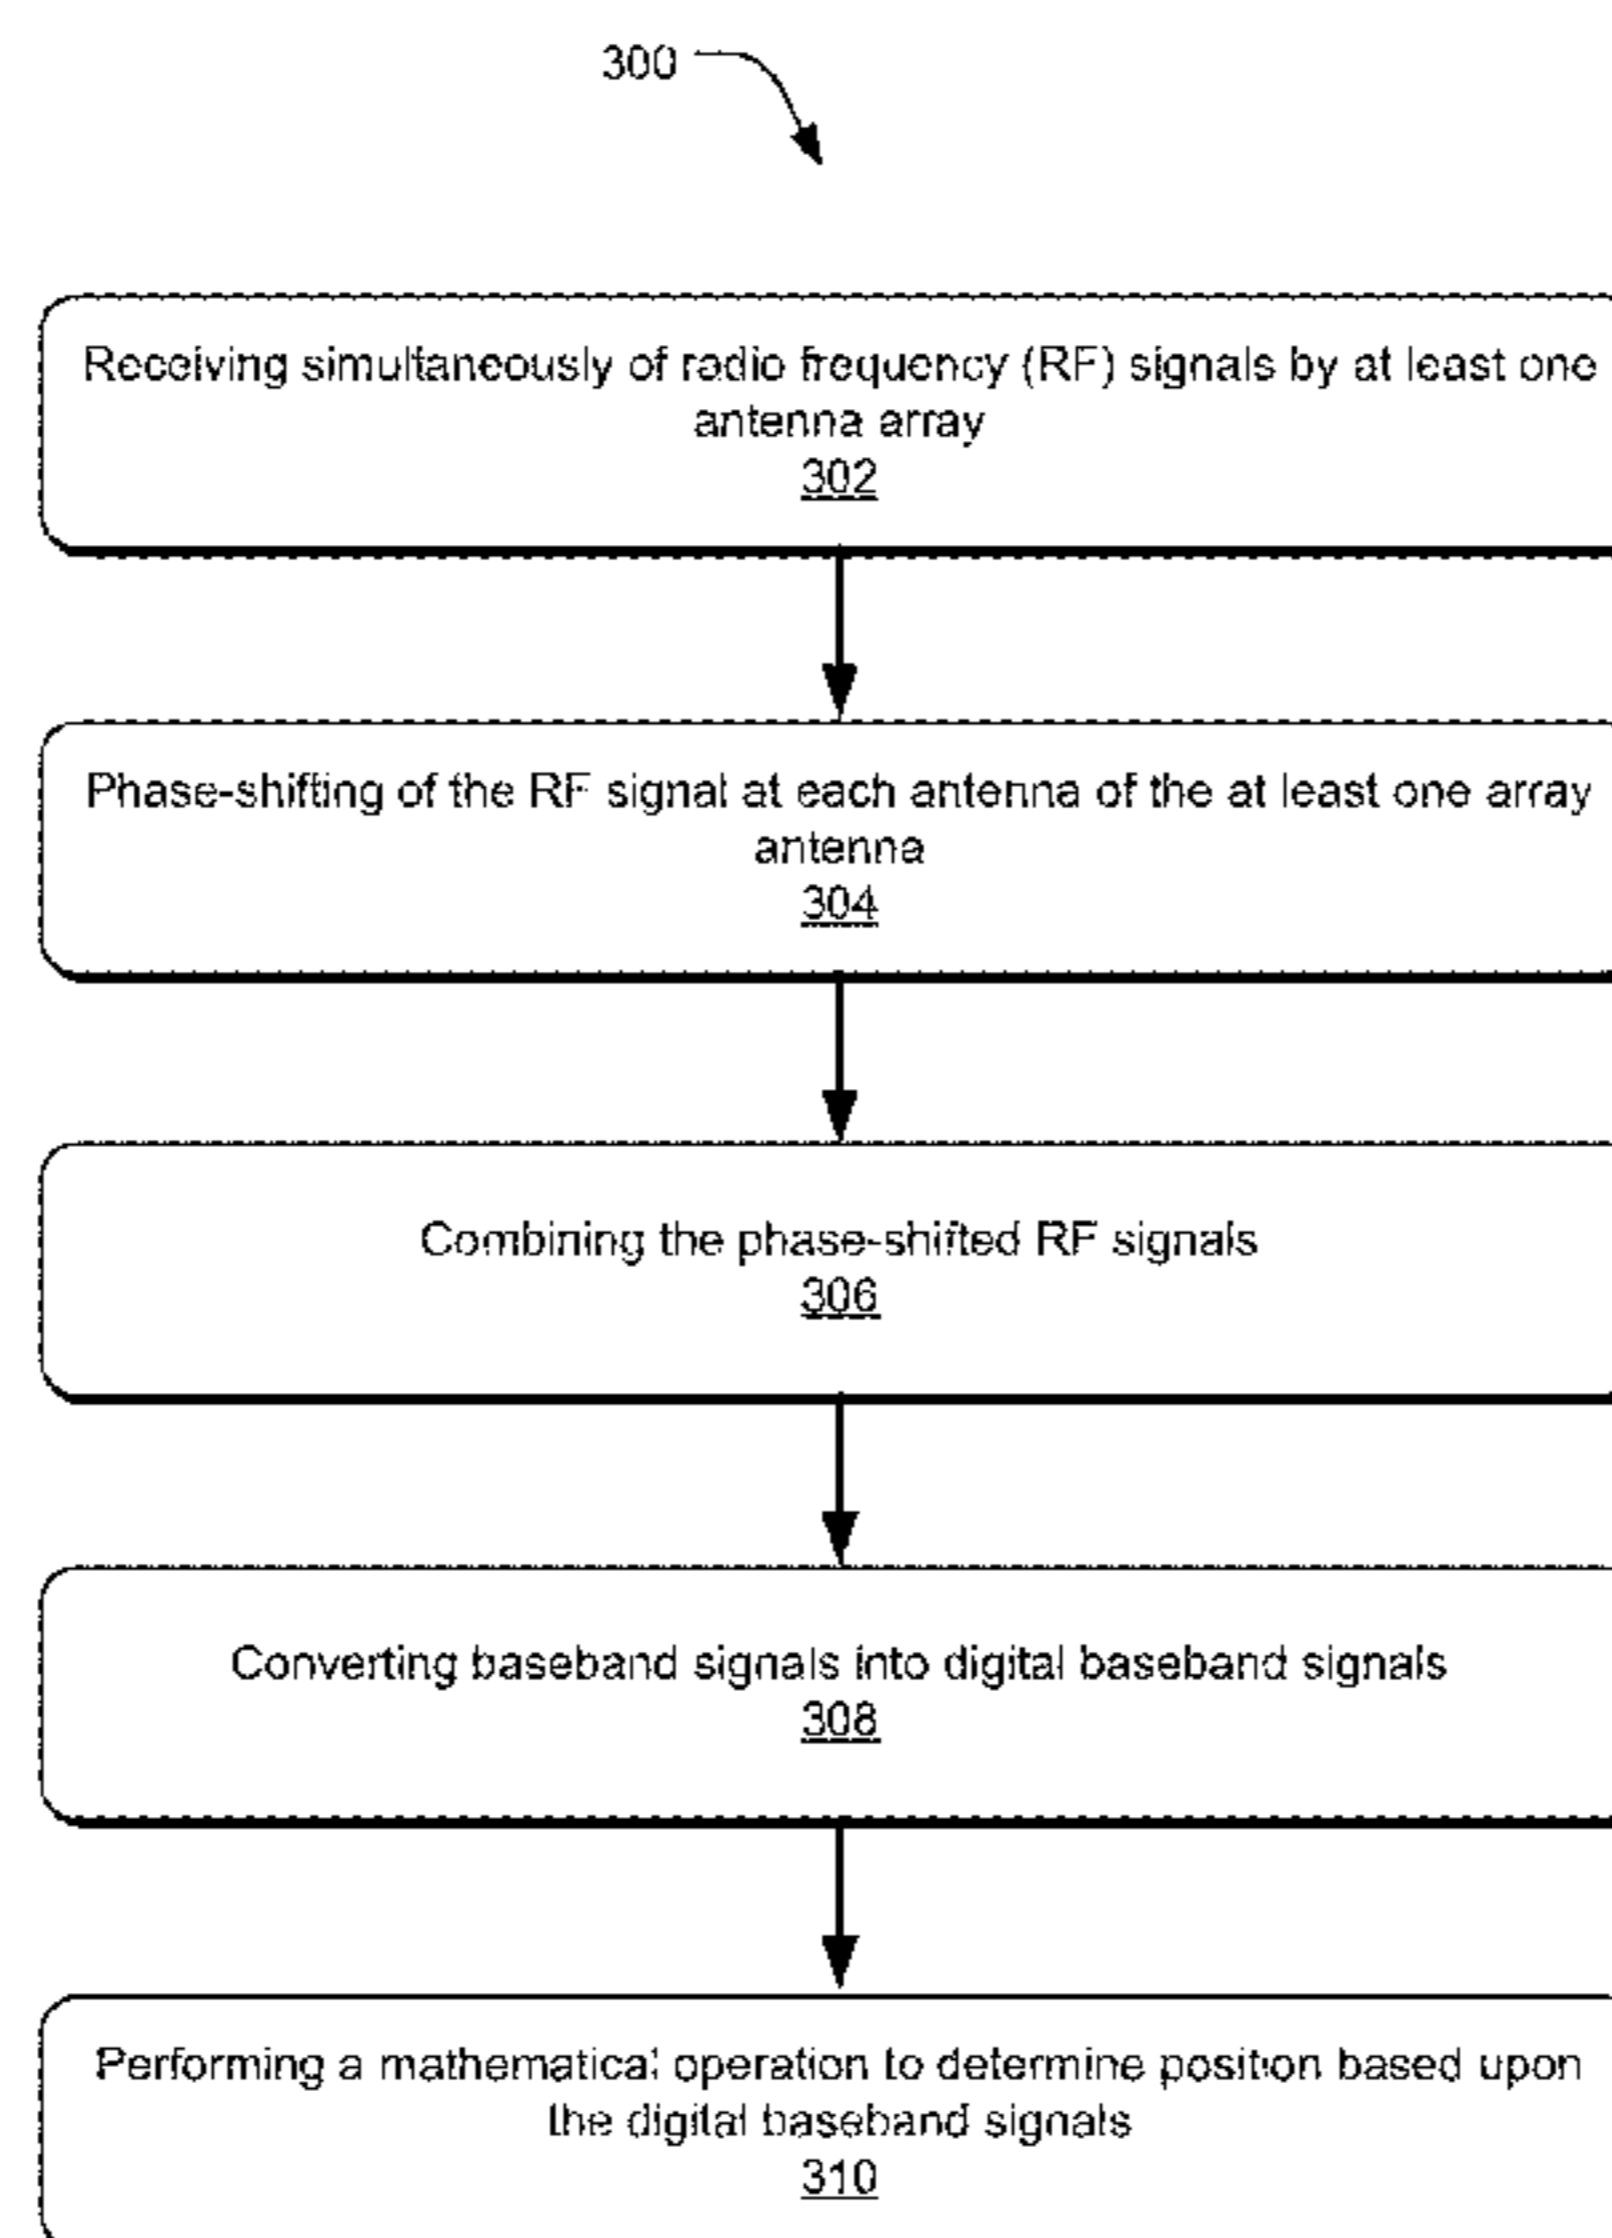 300
Receiving simultaneously of radio frequency (RF) signals by at least one
antenna array
302
Phase-shifting of the RF signal at each antenna of the at least one array
antenna
304
Combining the phase-shifted RF signals
306
Converting baseband signals into digital baseband signals
308
Performing a mathematical operation to determine position based upon
the digital baseband signals
310